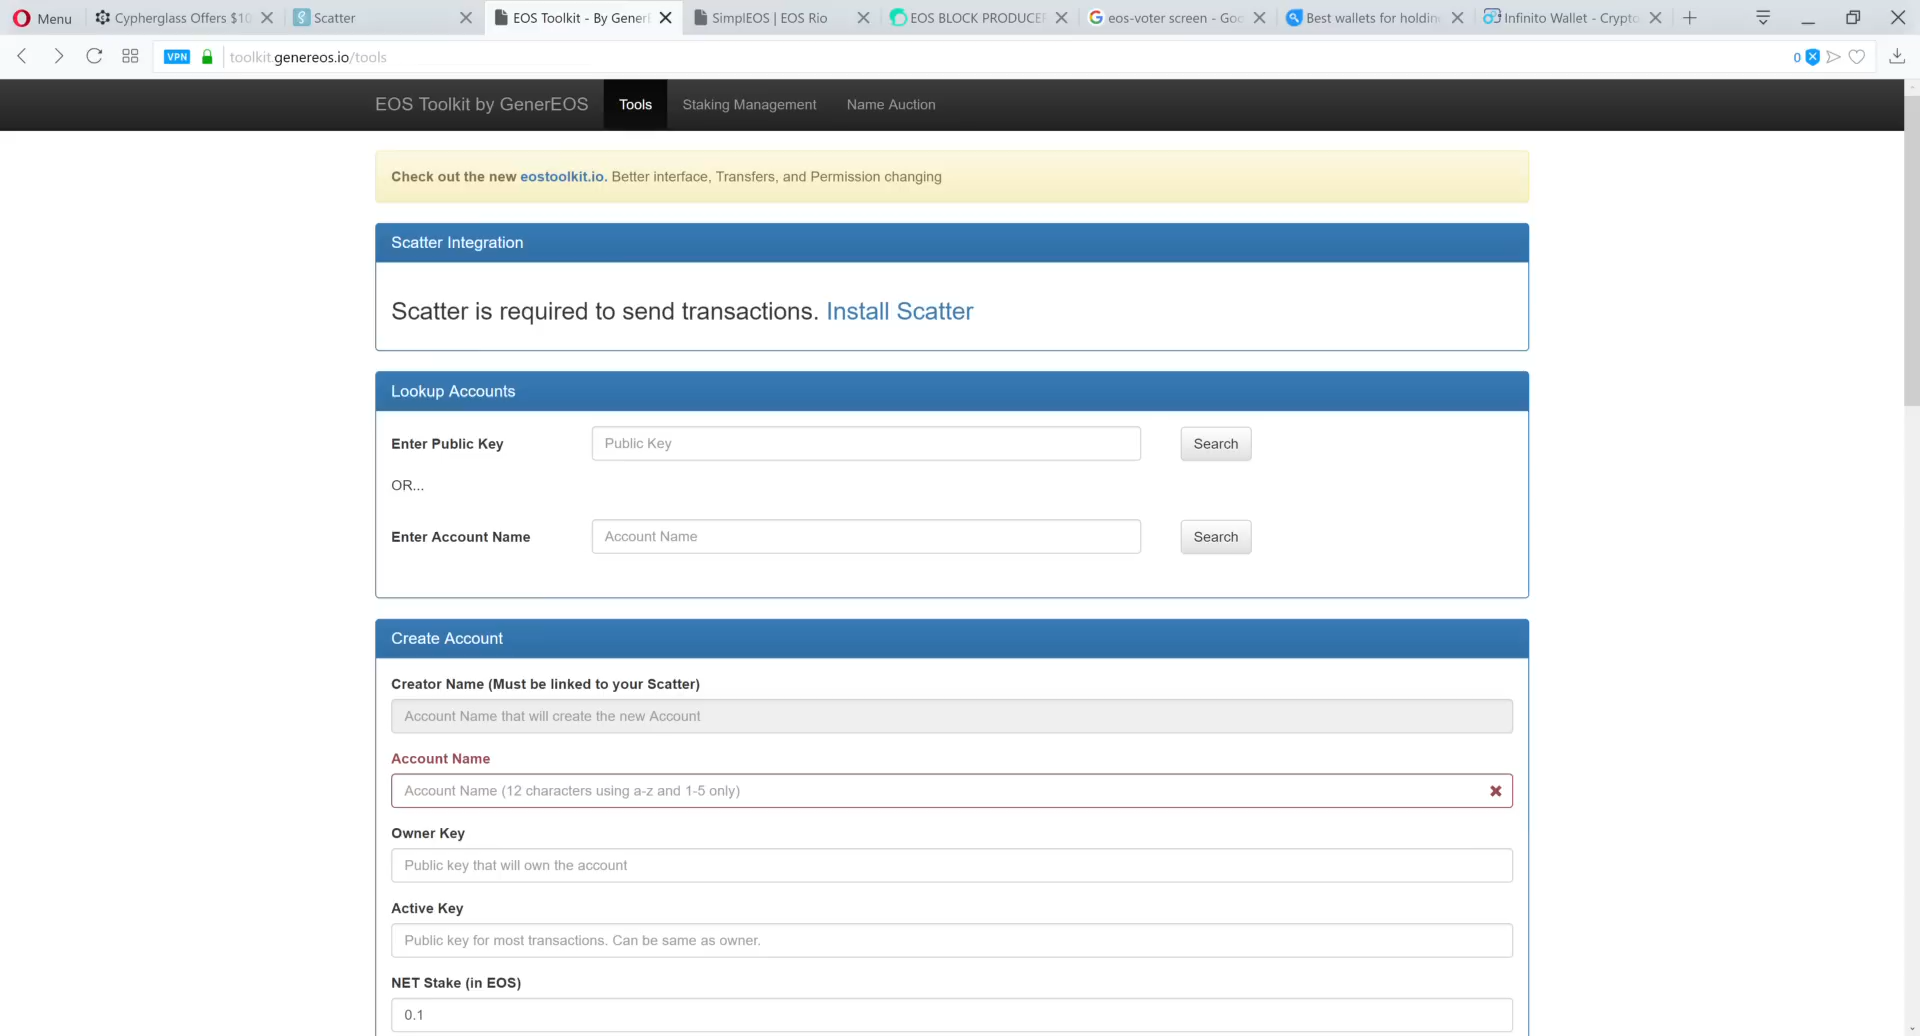 Menu
Cypherglass Offers $10
Scatter
EOS Toolkit - By GenerE
SimplEOS | EOS Rio
EOS BLOCK PRODUCER
eos-voter screen - Goo
Best wallets for holding
Infinito Wallet - Crypto
VPN
toolkit.genereos.io/tools
0
EOS Toolkit by GenerEOS
Tools
Staking Management
Name Auction
Check out the new eostoolkit.io. Better interface, Transfers, and Permission changing
Scatter Integration
Scatter is required to send transactions. Install Scatter
Lookup Accounts
Enter Public Key
Public Key
Search
OR...
Enter Account Name
Account Name
Search
Create Account
Creator Name (Must be linked to your Scatter)
Account Name that will create the new Account
Account Name
Account Name (12 characters using a-z and 1-5 only)
Owner Key
Public key that will own the account
Active Key
Public key for most transactions. Can be same as owner.
NET Stake (in EOS)
0.1